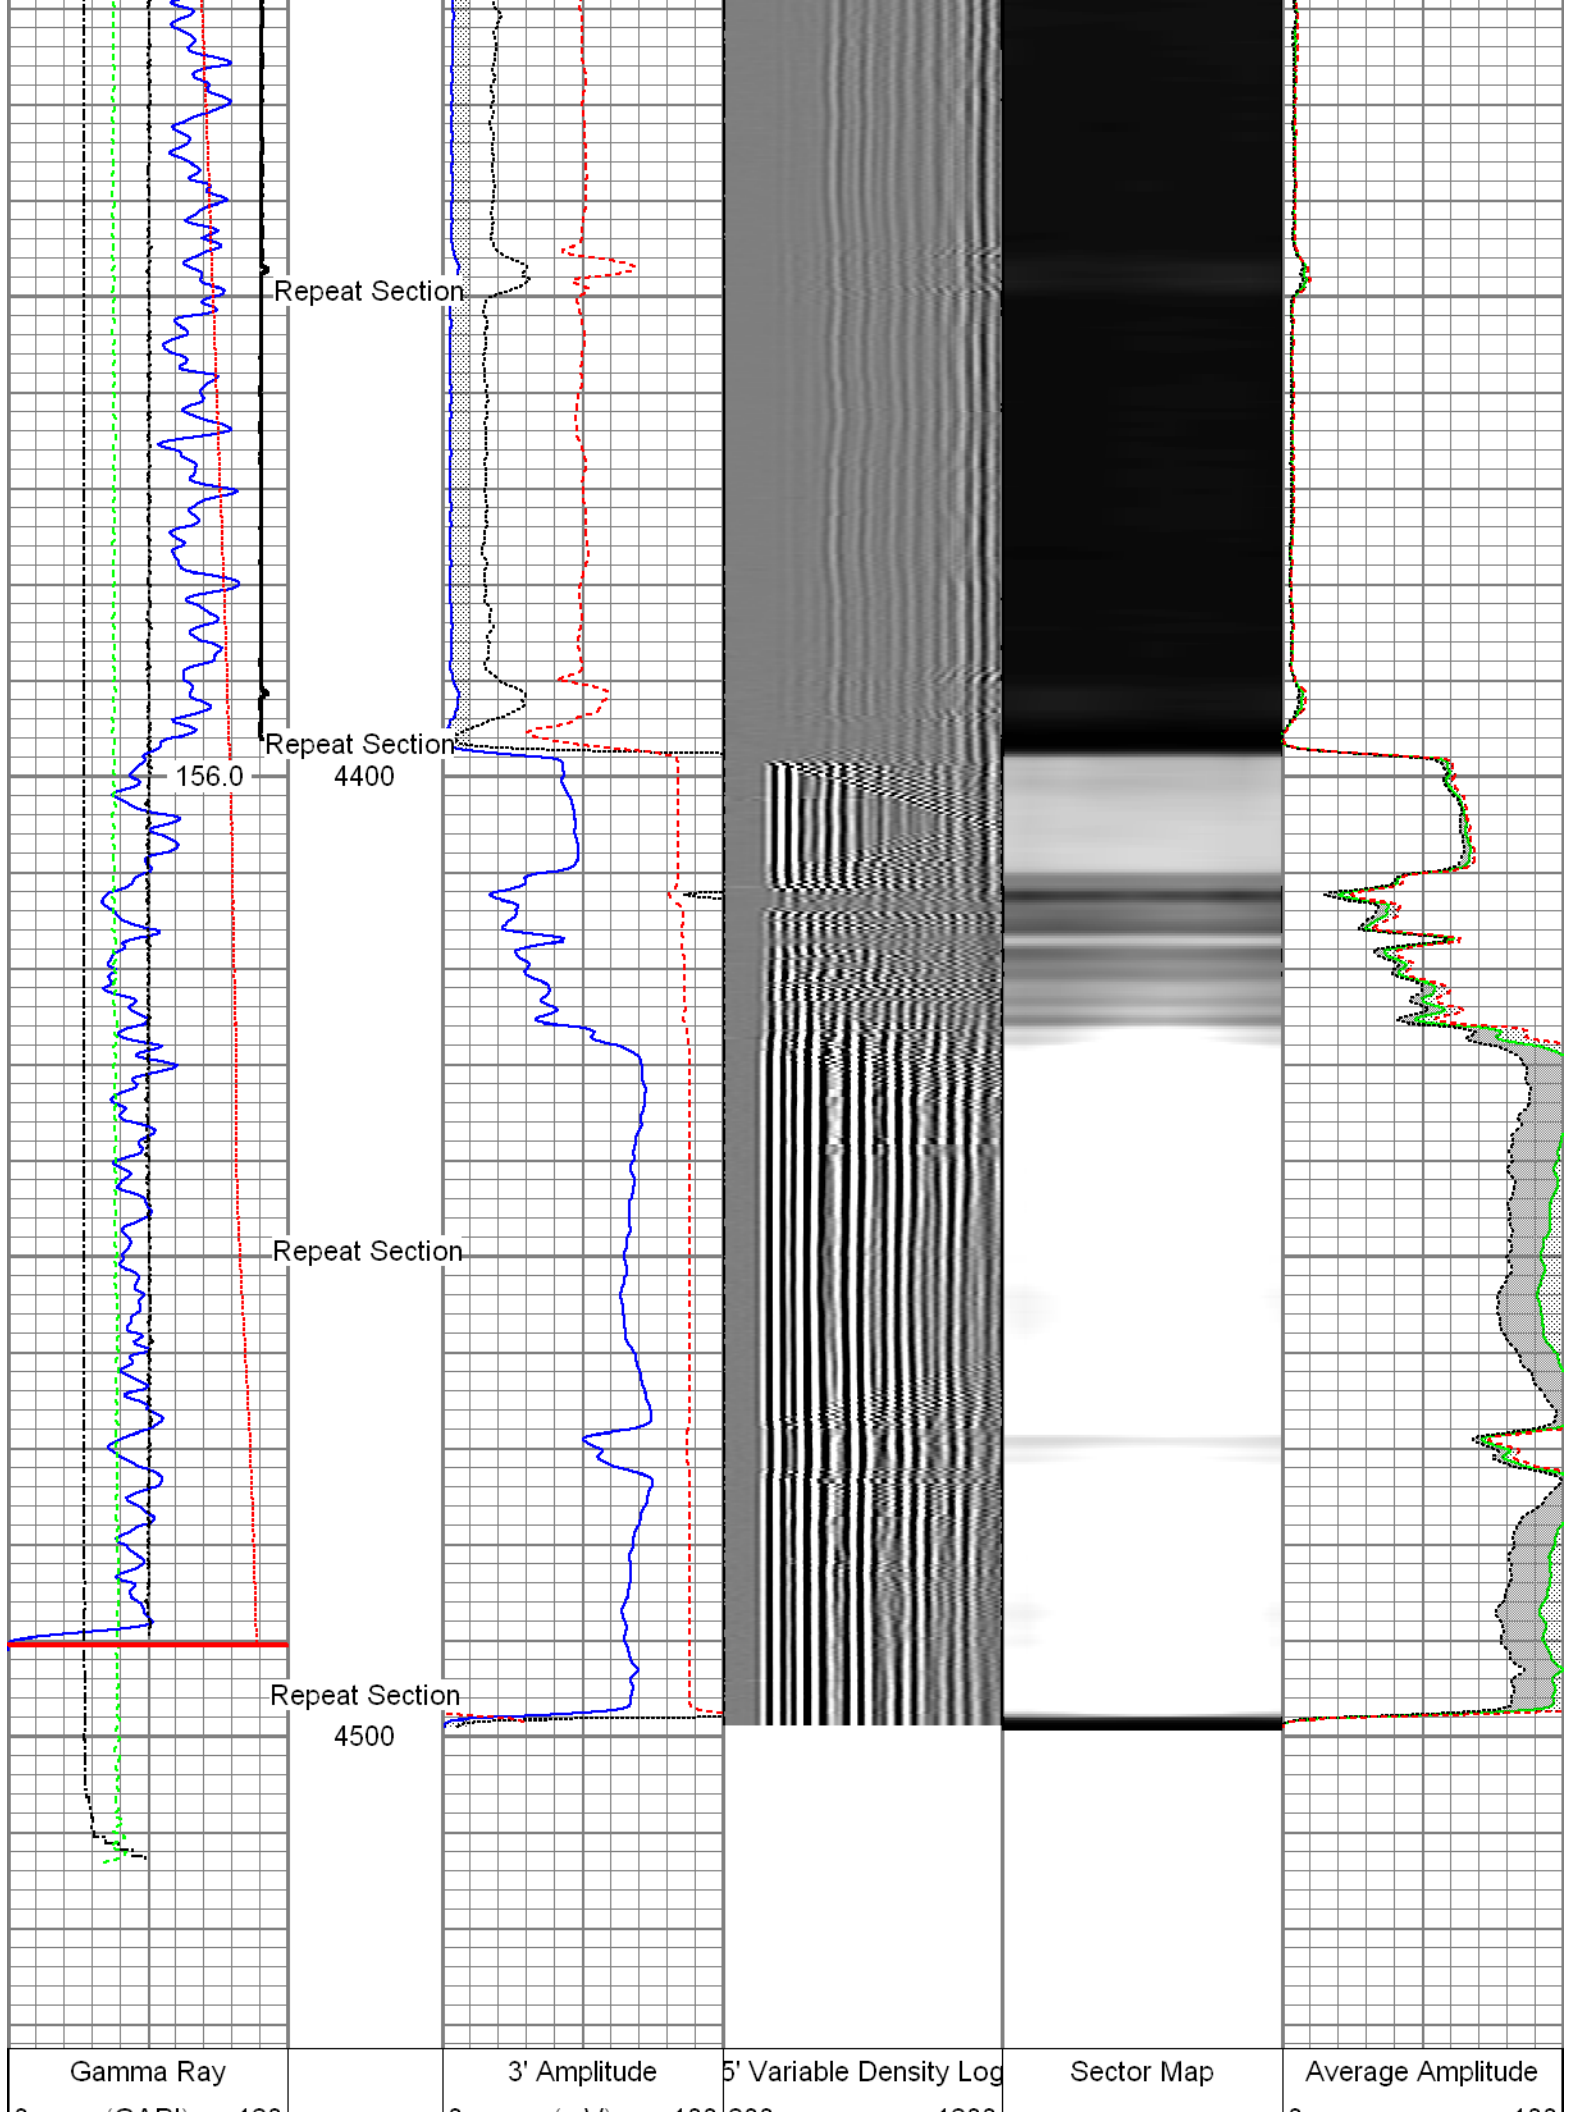 Repeat Section
Repeat Section
156.0 4400
Repeat Section
Repeat Section
4500
Gamma Ray 3' Amplitude 5' Variable Density Log Sector Map Average Amplitude